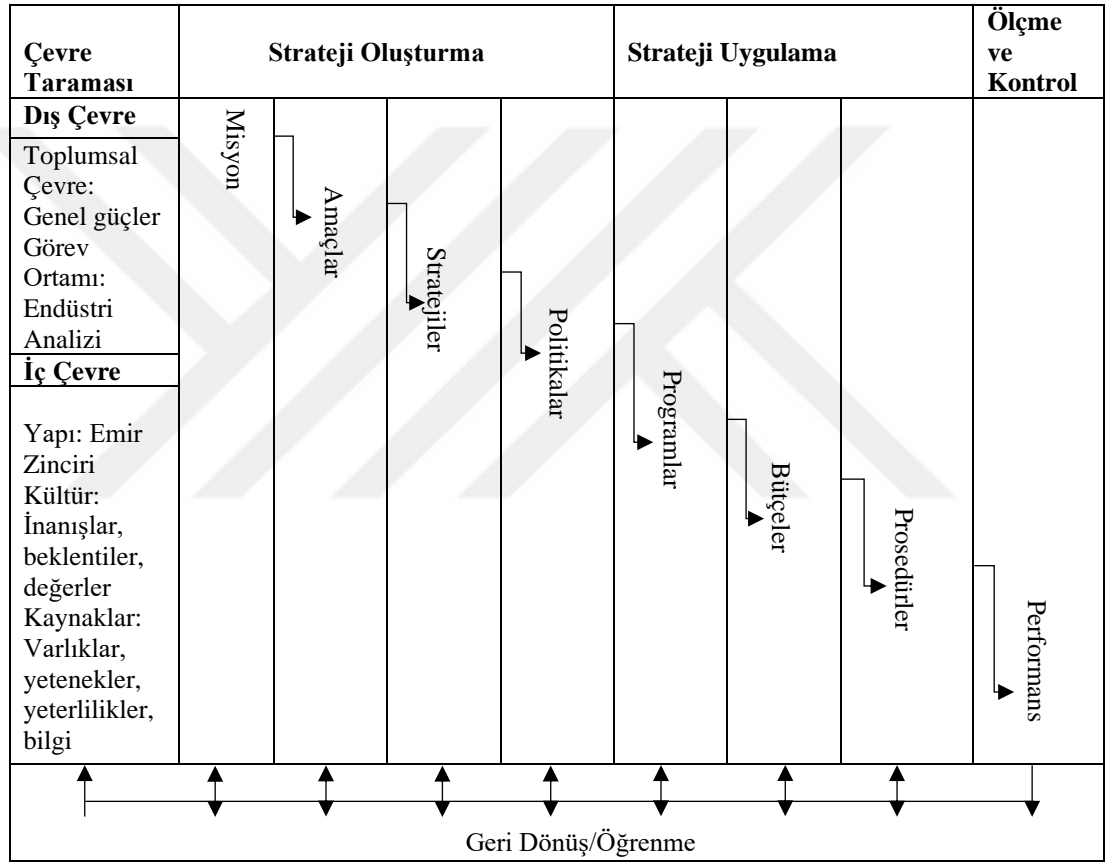 Çevre
Taraması
Strateji Oluşturma
Strateji Uygulama
Ölçme
ve
Kontrol
Dış Çevre
Toplumsal
Çevre:
Genel güçler
Görev
Ortamı:
Endüstri
Analizi
İç Çevre
Yapı: Emir
Zinciri
Kültür:
İnanışlar,
beklentiler,
değerler
Kaynaklar:
Varlıklar,
yetenekler,
yeterlilikler,
bilgi
Misyon
Amaçlar
Stratejiler
Politikalar
Programlar
Bütçeler
Prosedürler
Performans
Geri Dönüş/Öğrenme